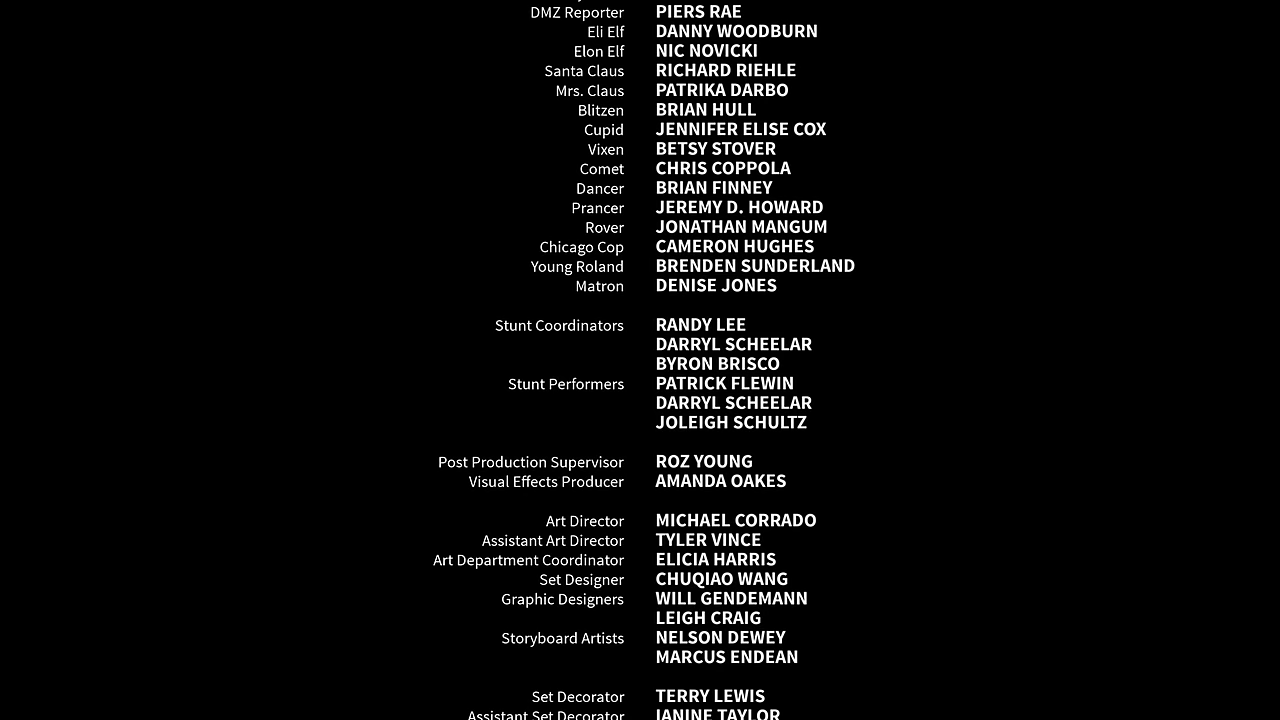 DMZ Reporter PIERS RAE
Eli Elf DANNY WOODBURN
Elon Elf NIC NOVICKI
Santa Claus RICHARD RIEHLE
Mrs. Claus PATRIKA DARBO
Blitzen BRIAN HULL
Cupid JENNIFER ELISE COX
Vixen BETSY STOVER
Comet CHRIS COPPOLA
Dancer BRIAN FINNEY
Prancer JEREMY D. HOWARD
Rover JONATHAN MANGUM
Chicago Cop CAMERON HUGHES
Young Roland BRENDEN SUNDERLAND
Matron DENISE JONES
Stunt Coordinators RANDY LEE
DARRYL SCHEELAR
BYRON BRISCO
Stunt Performers PATRICK FLEWIN
DARRYL SCHEELAR
JOLEIGH SCHULTZ
Post Production Supervisor ROZ YOUNG
Visual Effects Producer AMANDA OAKES
Art Director MICHAEL CORRADO
Assistant Art Director TYLER VINCE
Art Department Coordinator ELICIA HARRIS
Set Designer CHUQIAO WANG
Graphic Designers WILL GENDEMANN
LEIGH CRAIG
Storyboard Artists NELSON DEWEY
MARCUS ENDEAN
Set Decorator TERRY LEWIS
Assistant Set Decorator JANINE TAYLOR